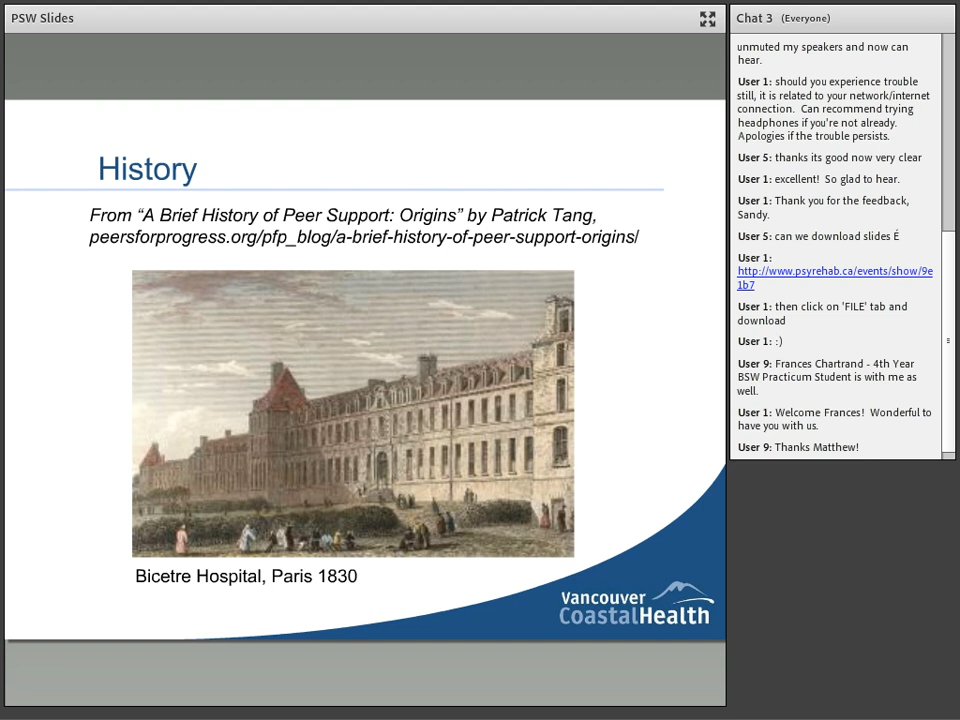 PSW Slides
History
From “A Brief History of Peer Support: Origins” by Patrick Tang,
peersforprogress.org/pfp_blog/a-brief-history-of-peer-support-origins/
Bicetre Hospital, Paris 1830
Vancouver
CoastalHealth
Chat 3 (Everyone)
unmuted my speakers and now can
hear.
User 1: should you experience trouble
still, it is related to your network/internet
connection. Can recommend trying
headphones if you're not already.
Apologies if the trouble persists.
User 5: thanks its good now very clear
User 1: excellent! So glad to hear.
User 1: Thank you for the feedback,
Sandy.
User 5: can we download slides É
User 1:
http://www.psyrehab.ca/events/show/9e
1b7
User 1: then click on 'FILE' tab and
download
User 1: :)
User 9: Frances Chartrand - 4th Year
BSW Practicum Student is with me as
well.
User 1: Welcome Frances! Wonderful to
have you with us.
User 9: Thanks Matthew!